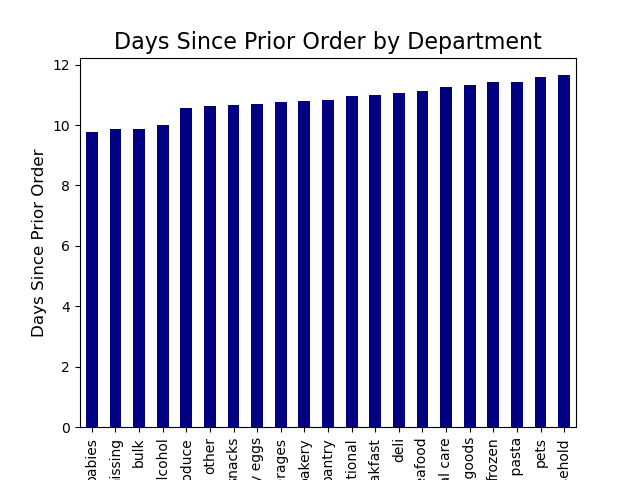 Days Since Prior Order by Department
Days Since Prior Order
12
10
8
6
4
2
0
babies
issing
bulk
lcohol
oduce
other
snacks
y eggs
rages
akery
pantry
tional
akfast
deli
eafood
l care
goods
frozen
pasta
pets
ehold